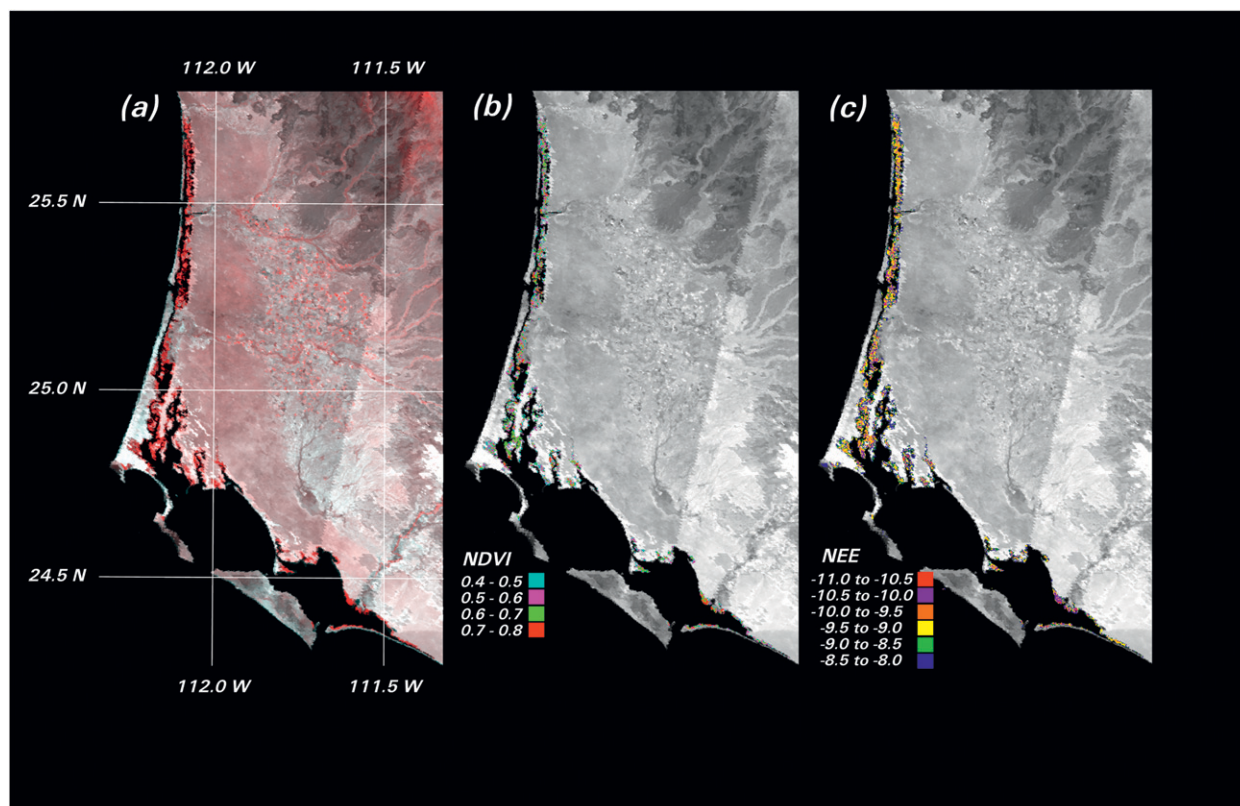 112.0 W
111.5 W
(a)
(b)
(c)
25.5 N
25.0 N
24.5 N
112.0 W
111.5 W
NDVI
0.4 - 0.5
0.5 - 0.6
0.6 - 0.7
0.7 - 0.8
NEE
-11.0 to -10.5
-10.5 to -10.0
-10.0 to -9.5
-9.5 to -9.0
-9.0 to -8.5
-8.5 to -8.0